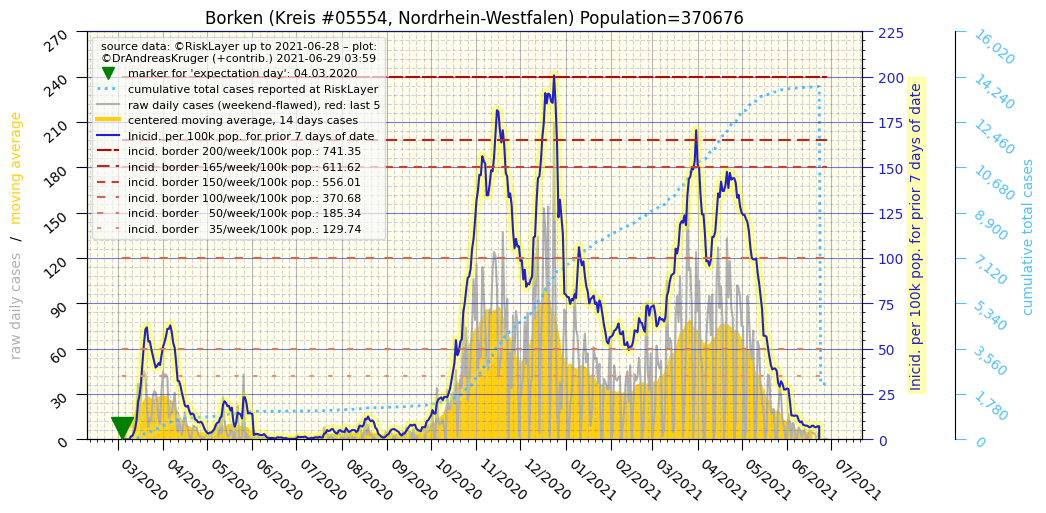 Borken (Kreis #05554, Nordrhein-Westfalen) Population=370676
source data: ©RiskLayer up to 2021-06-28 – plot:
©DrAndreasKruger (+contrib.) 2021-06-29 03:59
marker for 'expectation day': 04.03.2020
cumulative total cases reported at RiskLayer
raw daily cases (weekend-flawed), red: last 5
centered moving average, 14 days cases
Inicid. per 100k pop. for prior 7 days of date
incid. border 200/week/100k pop.: 741.35
incid. border 165/week/100k pop.: 611.62
incid. border 150/week/100k pop.: 556.01
incid. border 100/week/100k pop.: 370.68
incid. border 50/week/100k pop.: 185.34
incid. border 35/week/100k pop.: 129.74
raw daily cases / moving average
270
240
210
180
150
120
90
60
30
0
03/2020
04/2020
05/2020
06/2020
07/2020
08/2020
09/2020
10/2020
11/2020
12/2020
01/2021
02/2021
03/2021
04/2021
05/2021
06/2021
07/2021
225
200
175
150
125
100
75
50
25
0
Inicid. per 100k pop. for prior 7 days of date
16,020
14,240
12,460
10,680
8,900
7,120
5,340
3,560
1,780
0
cumulative total cases